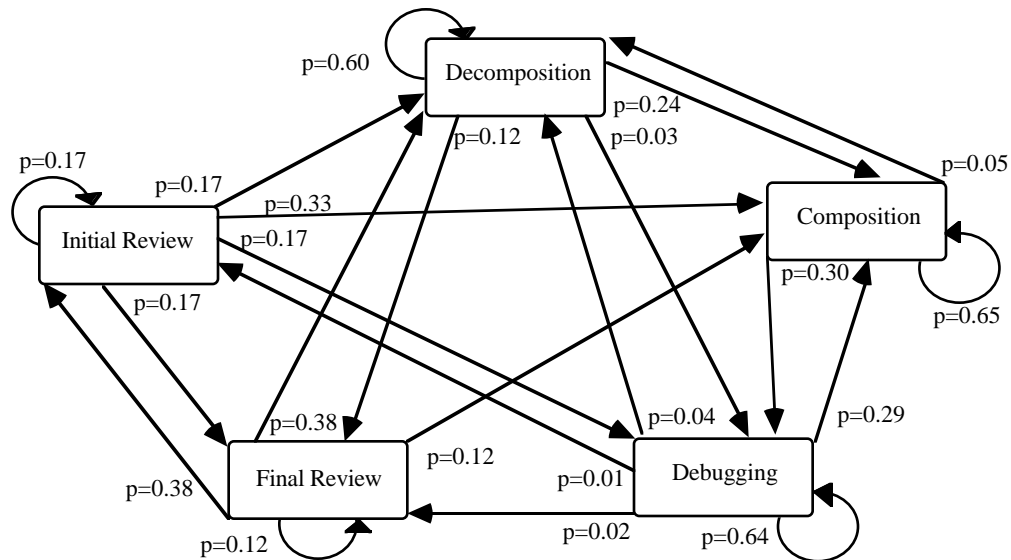 p=0.60
Decomposition
p=0.24
p=0.12
p=0.03
p=0.17
p=0.17
p=0.05
p=0.33
Composition
Initial Review
p=0.17
p=0.30
p=0.17
p=0.65
p=0.38
p=0.04
p=0.29
p=0.12
Final Review
p=0.01
Debugging
p=0.38
p=0.12
p=0.02
p=0.64